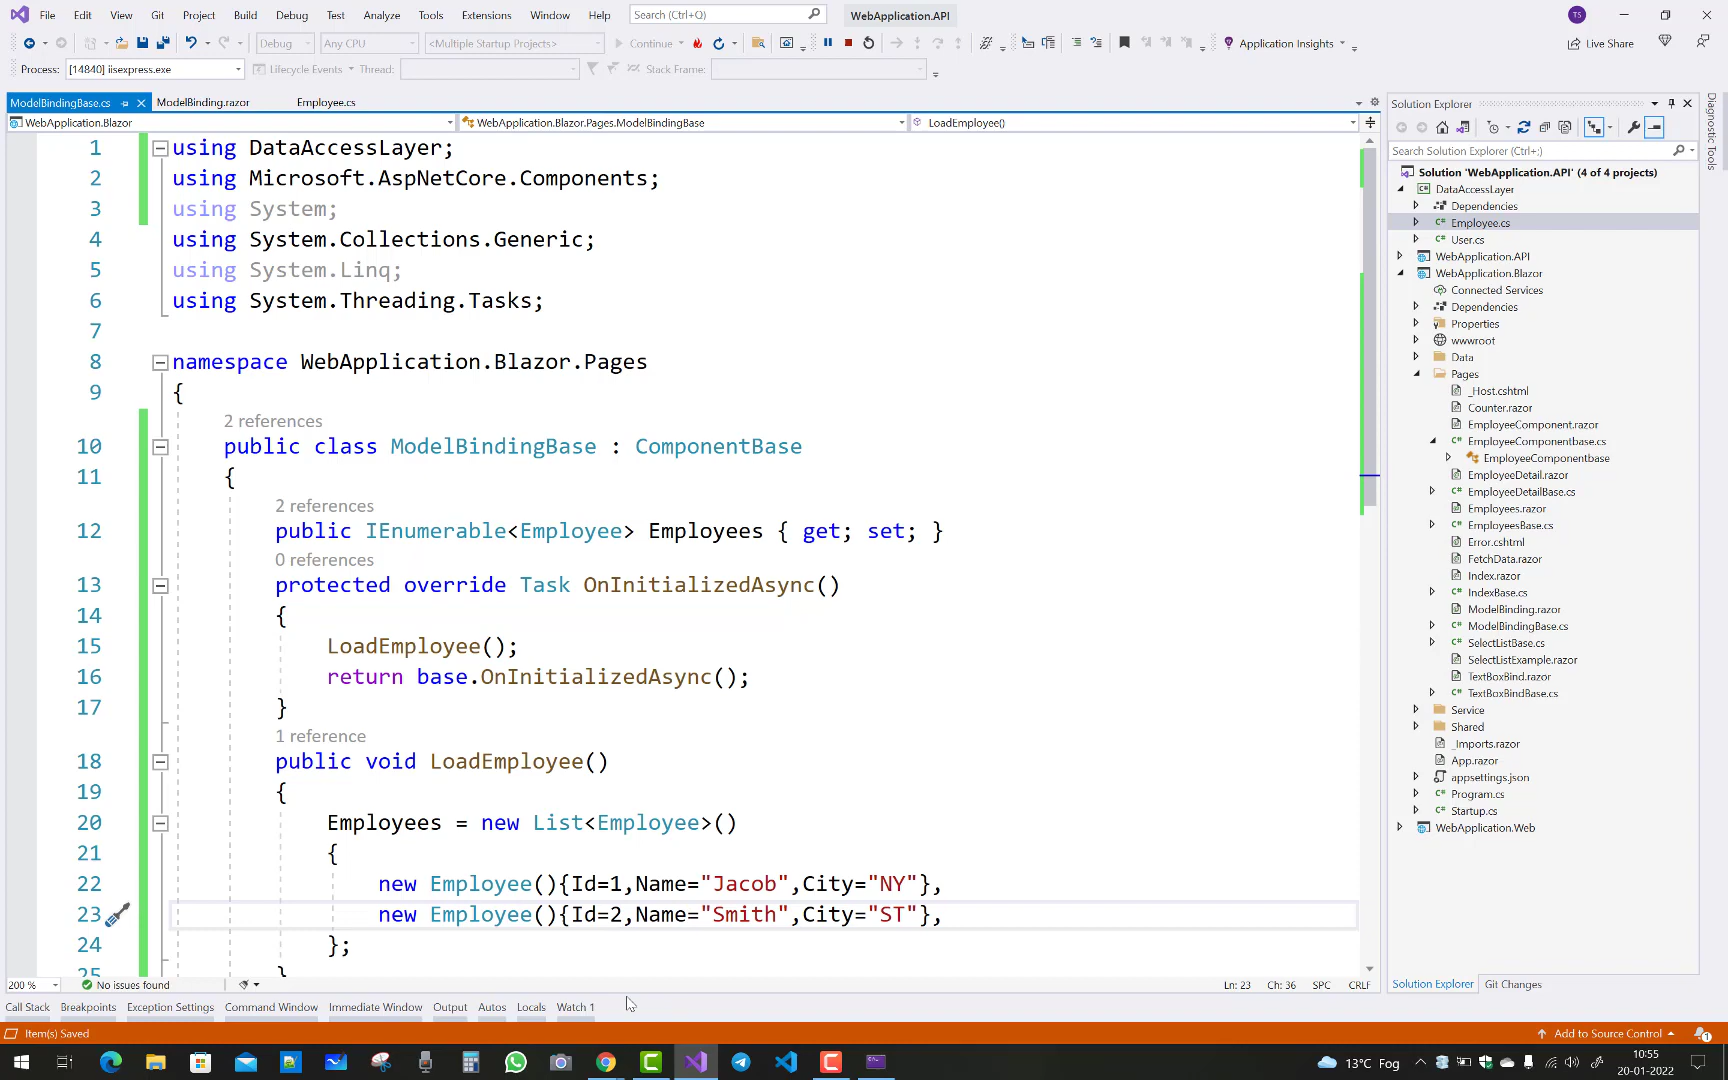 File Edit View Git Project Build Debug Test Analyze Tools Extensions Window Help Search (Ctrl+Q) WebApplication.API TS
Debug Any CPU <Multiple Startup Projects> Continue Application Insights Live Share
Process: [14840] iisexpress.exe Lifecycle Events Thread: Stack Frame:
ModelBindingBase.cs ModelBinding.razor Employee.cs
WebApplication.Blazor WebApplication.Blazor.Pages.ModelBindingBase LoadEmployee()
1 using DataAccessLayer;
2 using Microsoft.AspNetCore.Components;
3 using System;
4 using System.Collections.Generic;
5 using System.Linq;
6 using System.Threading.Tasks;
7
8 namespace WebApplication.Blazor.Pages
9 {
2 references
10 public class ModelBindingBase : ComponentBase
11 {
2 references
12 public IEnumerable<Employee> Employees { get; set; }
0 references
13 protected override Task OnInitializedAsync()
14 {
15 LoadEmployee();
16 return base.OnInitializedAsync();
17 }
1 reference
18 public void LoadEmployee()
19 {
20 Employees = new List<Employee>()
21 {
22 new Employee(){Id=1,Name="Jacob",City="NY"},
23 new Employee(){Id=2,Name="Smith",City="ST"},
24 };
25 }
200 % No issues found Ln: 23 Ch: 36 SPC CRLF
Call Stack Breakpoints Exception Settings Command Window Immediate Window Output Autos Locals Watch 1
Solution Explorer
Search Solution Explorer (Ctrl+;)
Solution 'WebApplication.API' (4 of 4 projects)
DataAccessLayer
Dependencies
Employee.cs
User.cs
WebApplication.API
WebApplication.Blazor
Connected Services
Dependencies
Properties
wwwroot
Data
Pages
_Host.cshtml
Counter.razor
EmployeeComponent.razor
EmployeeComponentbase.cs
EmployeeComponentbase
EmployeeDetail.razor
EmployeeDetailBase.cs
Employees.razor
EmployeesBase.cs
Error.cshtml
FetchData.razor
Index.razor
IndexBase.cs
ModelBinding.razor
ModelBindingBase.cs
SelectListBase.cs
SelectListExample.razor
TextBoxBind.razor
TextBoxBindBase.cs
Service
Shared
_Imports.razor
App.razor
appsettings.json
Program.cs
Startup.cs
WebApplication.Web
Solution Explorer Git Changes
Diagnostic Tools
Item(s) Saved Add to Source Control 1
13°C Fog 10:55
20-01-2022